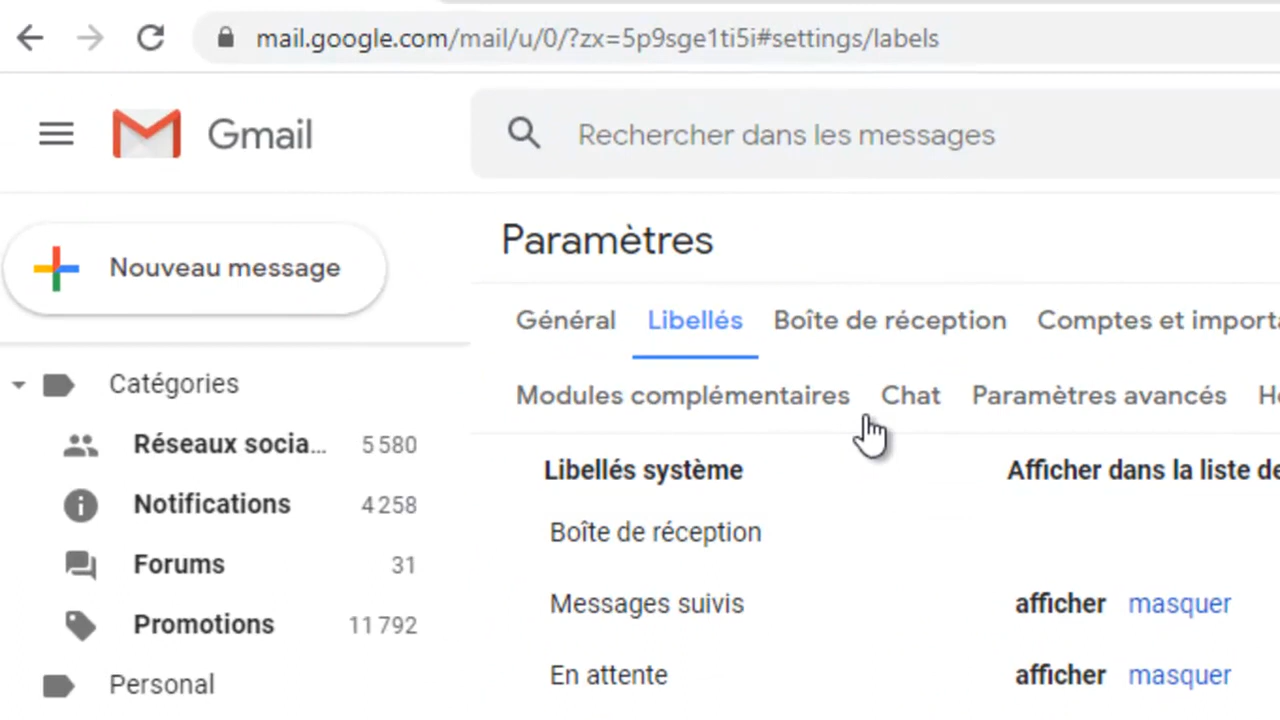 mail.google.com/mail/u/0/?zx=5p9sge1ti5i#settings/labels
Gmail
Rechercher dans les messages
Nouveau message
Paramètres
Général Libellés Boîte de réception Comptes et importa
Modules complémentaires Chat Paramètres avancés
Catégories
Réseaux socia... 5 580
Notifications 4 258
Forums 31
Promotions 11 792
Personal
Libellés système Afficher dans la liste de
Boîte de réception
Messages suivis afficher masquer
En attente afficher masquer